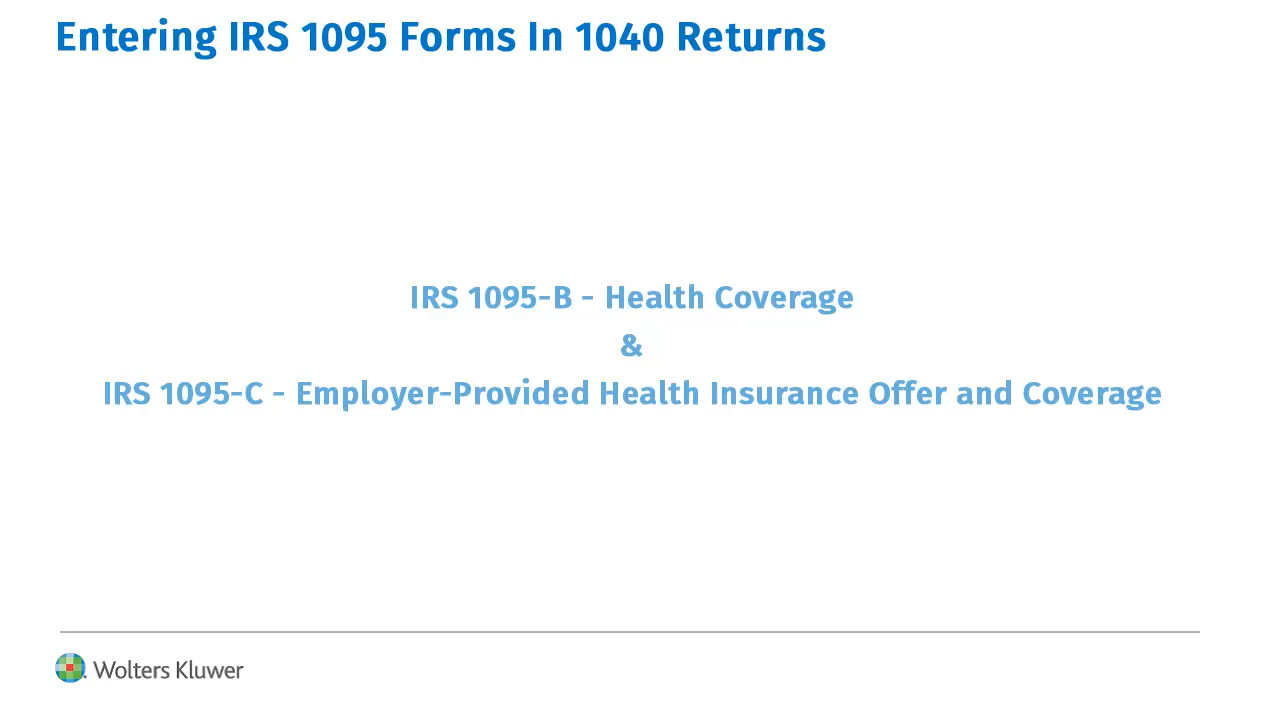 Entering IRS 1095 Forms In 1040 Returns
IRS 1095-B - Health Coverage
&
IRS 1095-C - Employer-Provided Health Insurance Offer and Coverage
Wolters Kluwer